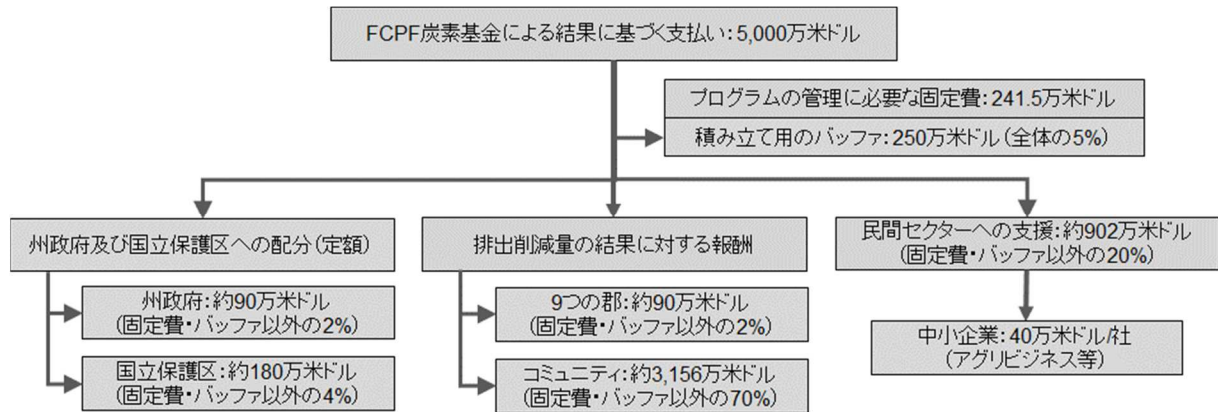 FCPF炭素基金による結果に基づく支払い:5,000万米ドル
プログラムの管理に必要な固定費:241.5万米ドル
積み立て用のバッファ:250万米ドル(全体の5%)
州政府及び国立保護区への配分(定額)
州政府:約90万米ドル
(固定費・バッファ以外の2%)
国立保護区:約180万米ドル
(固定費・バッファ以外の4%)
排出削減量の結果に対する報酬
9つの郡:約90万米ドル
(固定費・バッファ以外の2%)
コミュニティ:約3,156万米ドル
(固定費・バッファ以外の70%)
民間セクターへの支援:約902万米ドル
(固定費・バッファ以外の20%)
中小企業:40万米ドル/社
(アグリビジネス等)